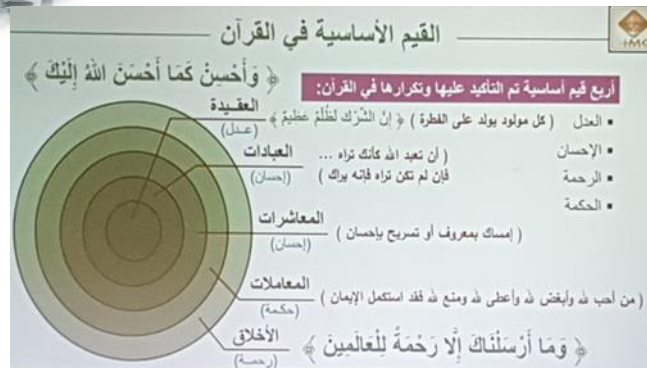 القيم الأساسية في القرآن
﴿ وَأَحْسِنْ كَمَا أَحْسَنَ اللهُ إِلَيْكَ ﴾
أربع قيم أساسية تم التأكيد عليها وتكرارها في القرآن:
▪ العدل ( كل مولود يولد على الفطرة ) ﴿ إِنَّ الشِّرْكَ لَظُلْمٌ عَظِيمٌ ﴾
▪ الإحسان
▪ الرحمة
▪ الحكمة
العقيدة
(عدل)
العبادات
(إحسان)
( أن تعبد الله كأنك تراه ...
فإن لم تكن تراه فإنه يراك )
المعاشرات
(إحسان)
( إمساك بمعروف أو تسريح بإحسان )
المعاملات
(حكمة)
( من أحب لله وأبغض لله وأعطى لله ومنع لله فقد استكمل الإيمان )
الأخلاق
(رحمة)
﴿ وَمَا أَرْسَلْنَاكَ إِلَّا رَحْمَةً لِلْعَالَمِينَ ﴾